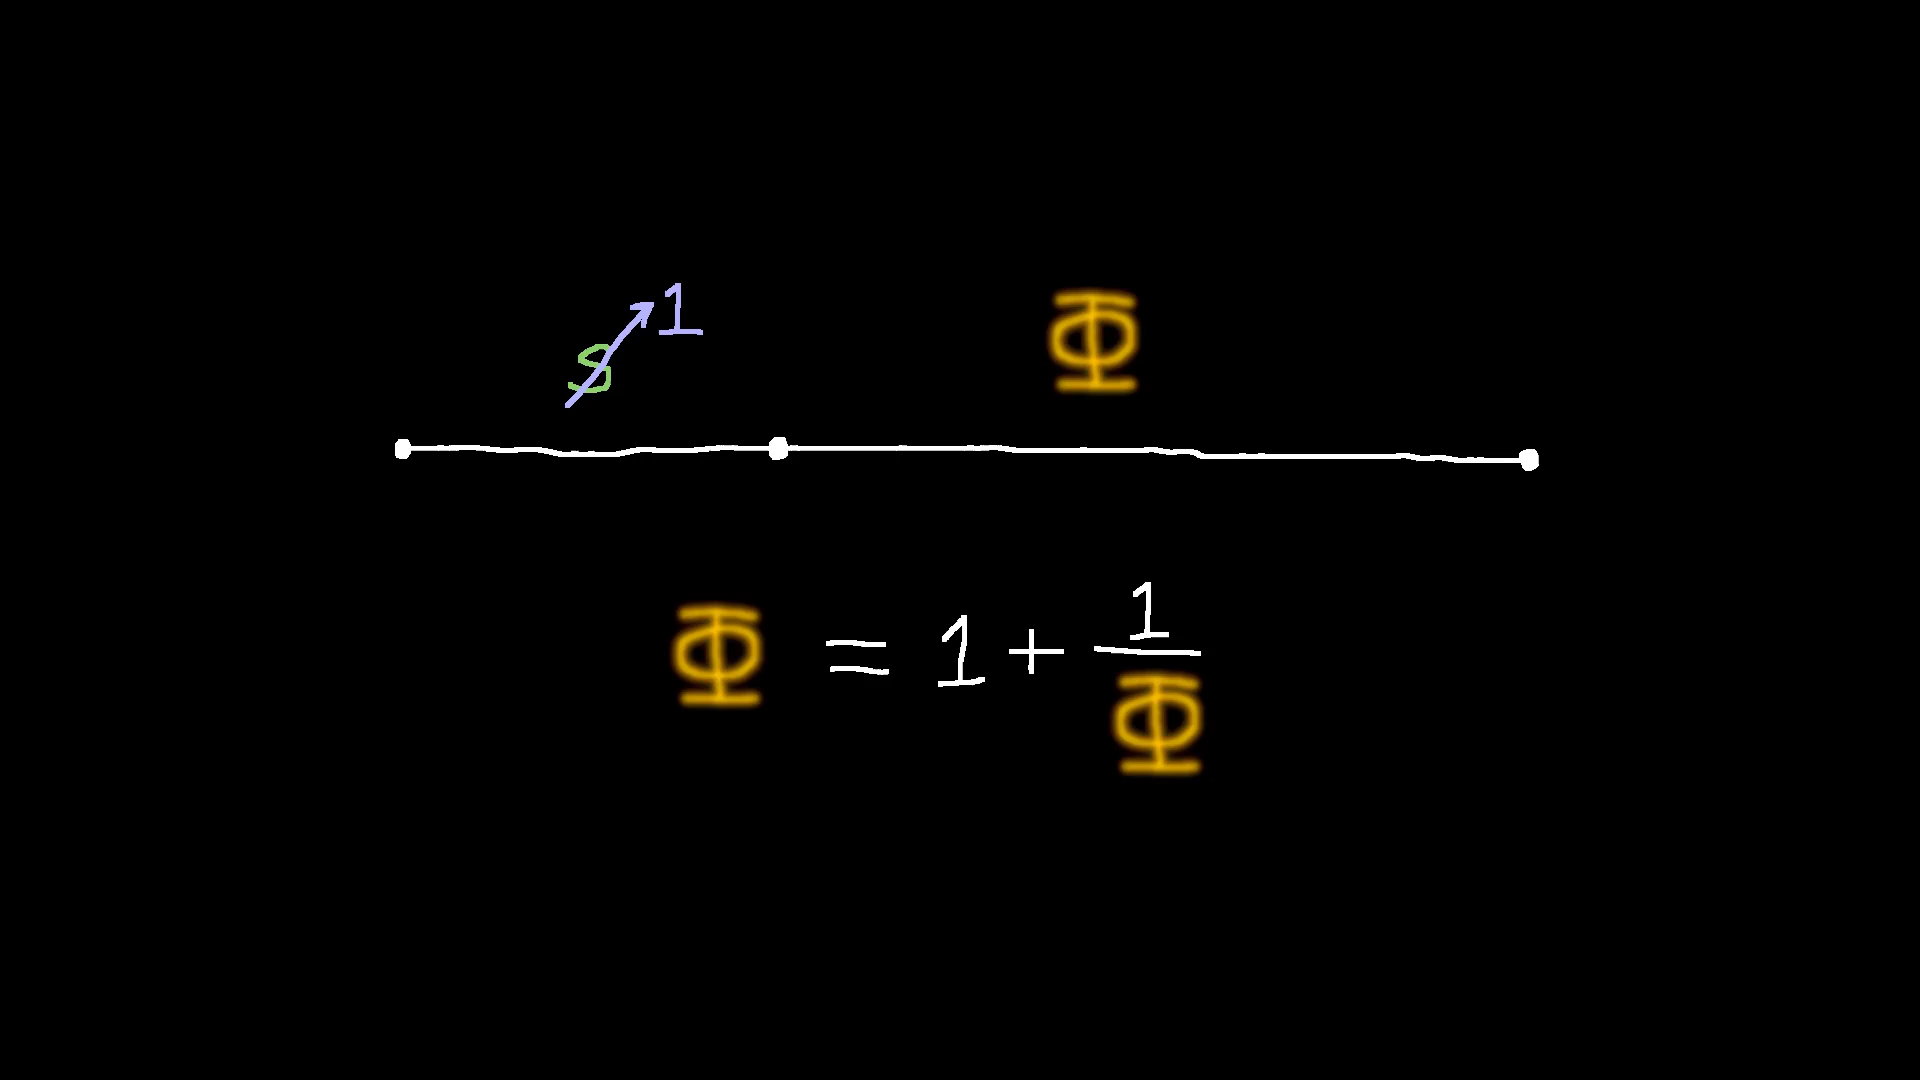 s 1 Φ
Φ = 1 + 1/Φ